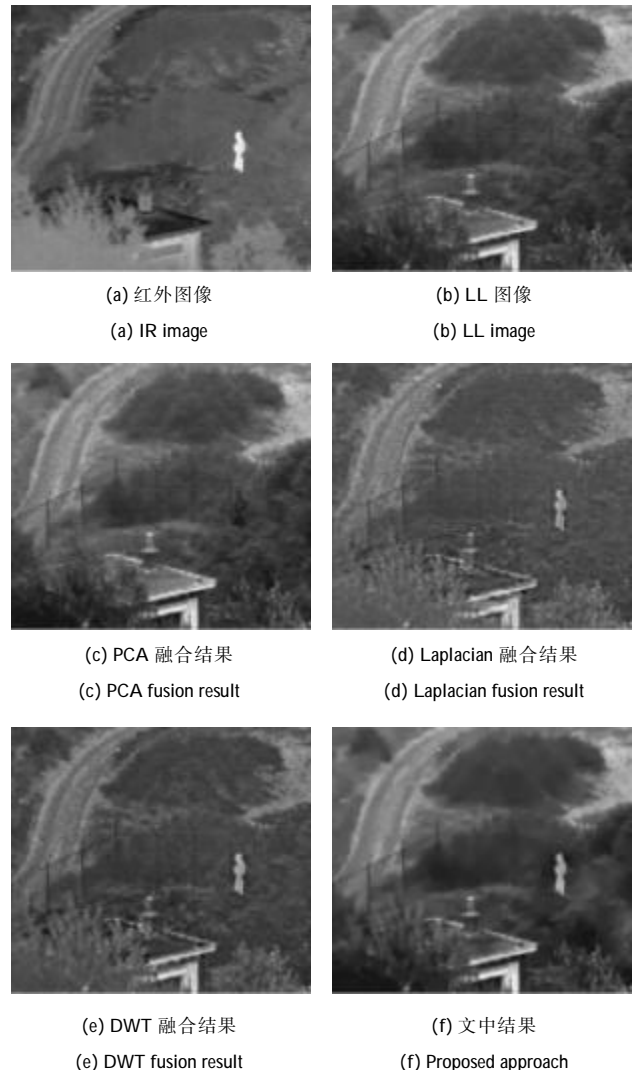 (a) 红外图像
(a) IR image
(b) LL 图像
(b) LL image
(c) PCA 融合结果
(c) PCA fusion result
(d) Laplacian 融合结果
(d) Laplacian fusion result
(e) DWT 融合结果
(e) DWT fusion result
(f) 文中结果
(f) Proposed approach